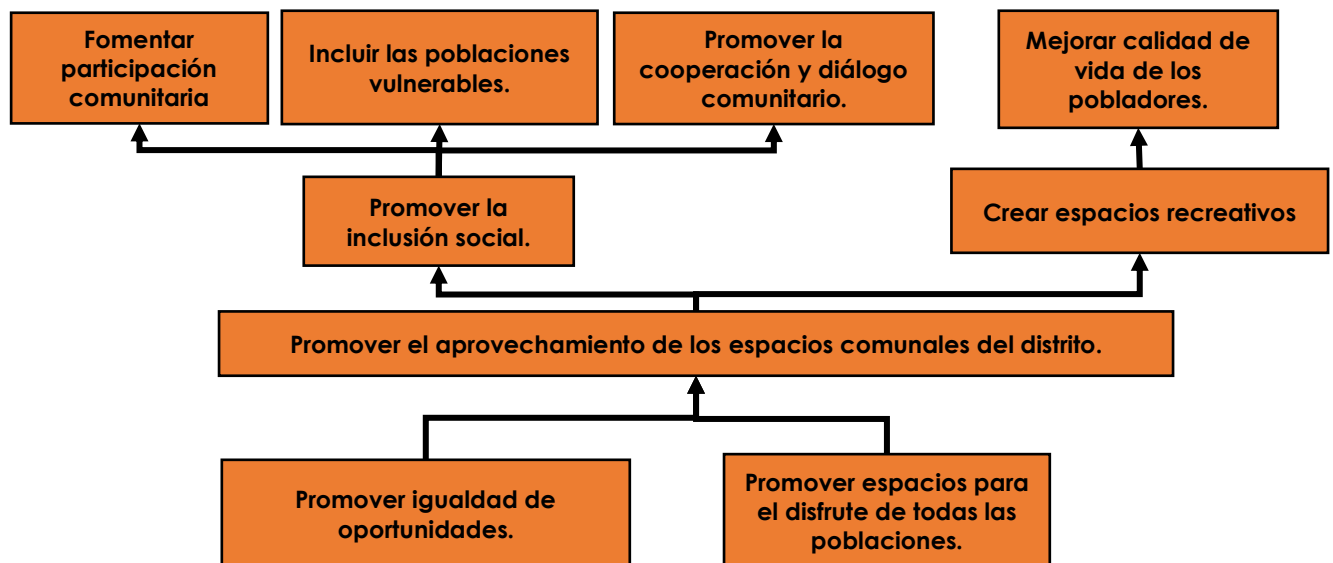 Fomentar
participación
comunitaria
Incluir las poblaciones
vulnerables.
Promover la
cooperación y diálogo
comunitario.
Mejorar calidad de
vida de los
pobladores.
Promover la
inclusión social.
Crear espacios recreativos
Promover el aprovechamiento de los espacios comunales del distrito.
Promover igualdad de
oportunidades.
Promover espacios para
el disfrute de todas las
poblaciones.